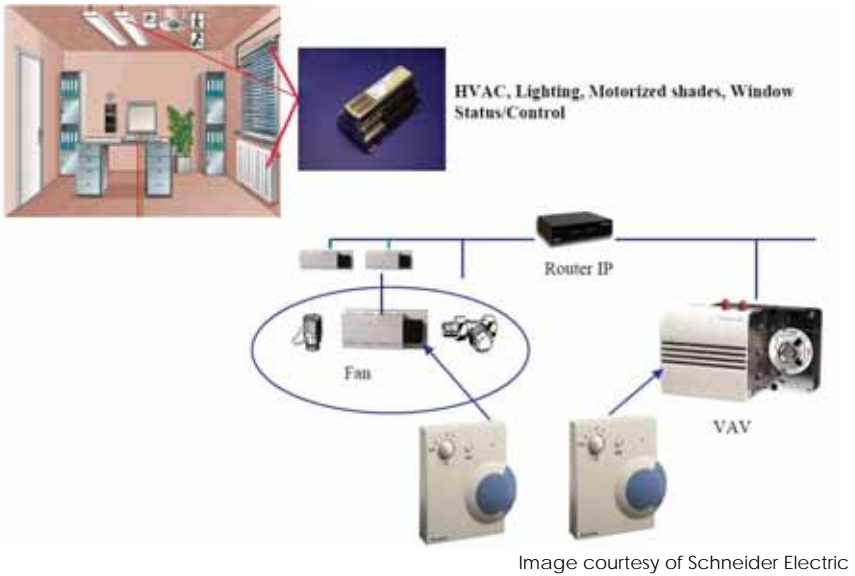 HVAC, Lighting, Motorized shades, Window
Status/Control
Router IP
Fan
VAV
Image courtesy of Schneider Electric